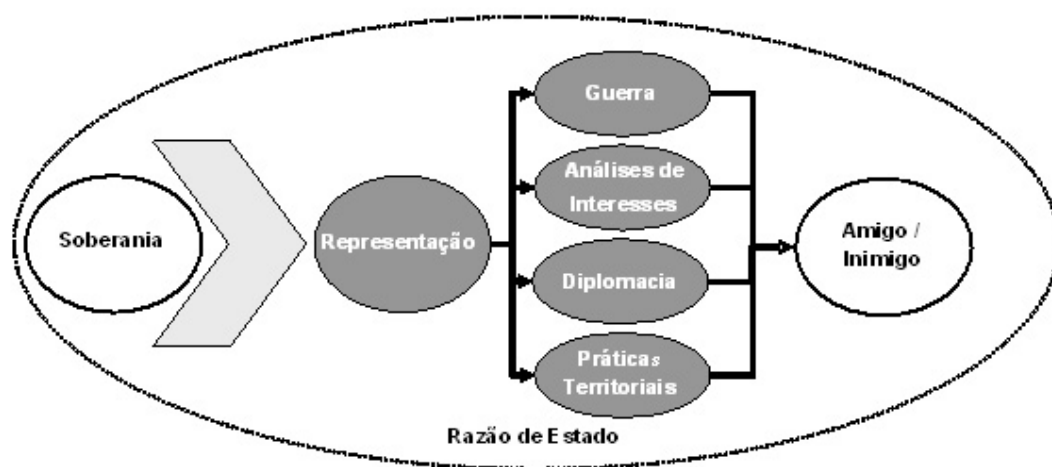 Soberania
Representação
Guerra
Análises de
Interesses
Diplomacia
Práticas
Territoriais
Amigo /
Inimigo
Razão de Estado